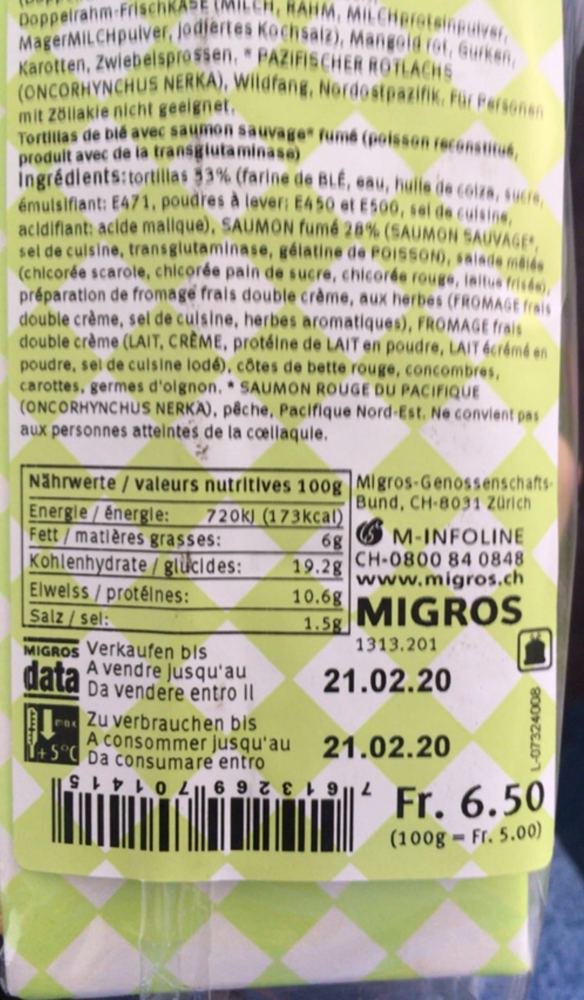 Doppelrahm-FrischKÄSE (MILCH, RAHM, MILCHproteinpulver,
MagerMILCHpulver, jodiertes Kochsalz), Mangold rot, Gurken,
Karotten, Zwiebelsprossen. * PAZIFISCHER ROTLACHS
(ONCORHYNCHUS NERKA), Wildfang, Nordostpazifik. Für Personen
mit Zöliakie nicht geeignet.
Tortillas de blé avec saumon sauvage* fumé (poisson reconstitué,
produit avec de la transglutaminase)
Ingrédients: tortillas 53% (farine de BLÉ, eau, huile de colza, sucre,
émulsifiant: E471, poudres à lever: E450 et E500, sel de cuisine,
acidifiant: acide malique), SAUMON fumé 28% (SAUMON SAUVAGE*,
sel de cuisine, transglutaminase, gélatine de POISSON), salade mêlée
(chicorée scarole, chicorée pain de sucre, chicorée rouge, laitue frisée),
préparation de fromage frais double crème, aux herbes (FROMAGE frais
double crème, sel de cuisine, herbes aromatiques), FROMAGE frais
double crème (LAIT, CRÈME, protéine de LAIT en poudre, LAIT écrémé en
poudre, sel de cuisine iodé), côtes de bette rouge, concombres,
carottes, germes d'oignon. * SAUMON ROUGE DU PACIFIQUE
(ONCORHYNCHUS NERKA), pêche, Pacifique Nord-Est. Ne convient pas
aux personnes atteintes de la cœliaquie.
Nährwerte / valeurs nutritives 100g
Energie / énergie: 720kJ (173kcal)
Fett / matières grasses: 6g
Kohlenhydrate / glucides: 19.2g
Eiweiss / protéines: 10.6g
Salz / sel: 1.5g
Migros-Genossenschafts-
Bund, CH-8031 Zürich
M-INFOLINE
CH-0800 84 0848
www.migros.ch
MIGROS
1313.201
MIGROS data
Verkaufen bis
A vendre jusqu'au
Da vendere entro il
21.02.20
max +5°C
Zu verbrauchen bis
A consommer jusqu'au
Da consumare entro
21.02.20
L-07324008
7 613269 701415
Fr. 6.50
(100g = Fr. 5.00)